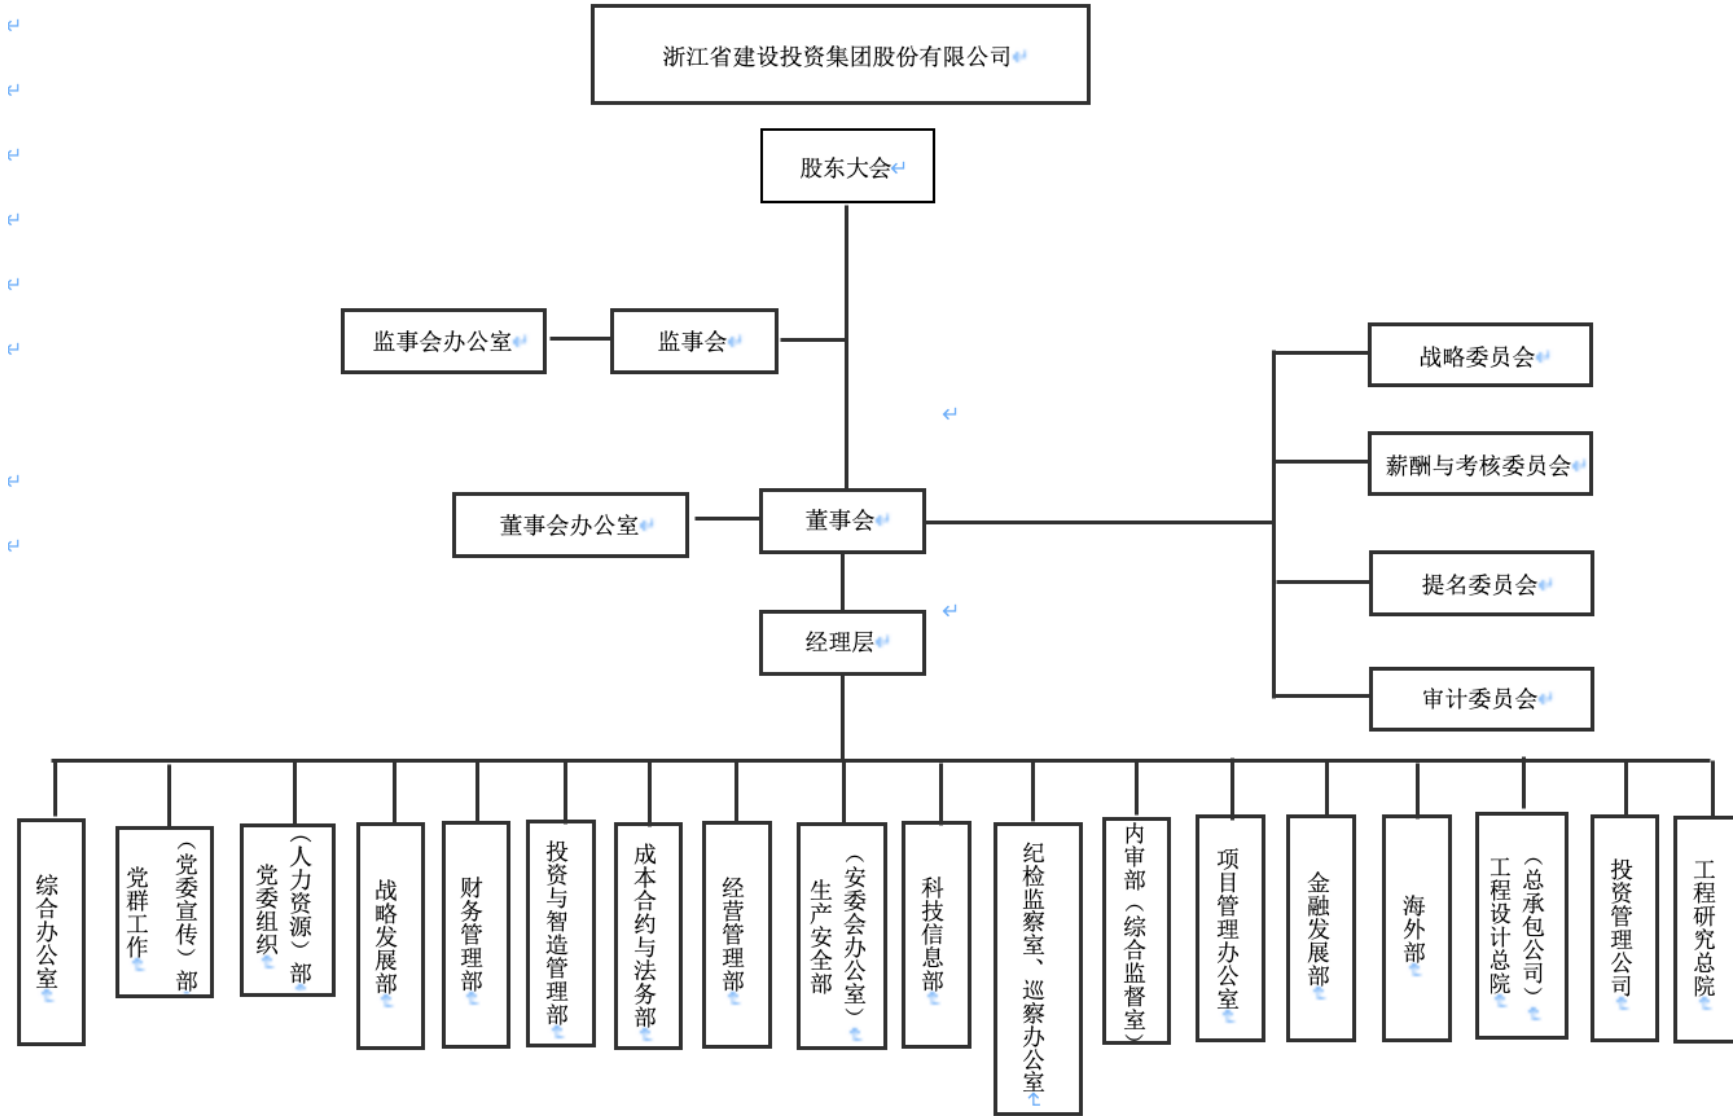 浙江省建设投资集团股份有限公司
股东大会
监事会办公室
监事会
战略委员会
薪酬与考核委员会
董事会办公室
董事会
提名委员会
经理层
审计委员会
综合办公室
党群工作
（党委宣传）部
党委组织
（人力资源）部
战略发展部
财务管理部
投资与智造管理部
成本合约与法务部
经营管理部
生产安全部
（安委会办公室）
科技信息部
纪检监察室、巡察办公室
内审部（综合监督室）
项目管理办公室
金融发展部
海外部
工程设计总院
（总承包公司）
投资管理公司
工程研究总院